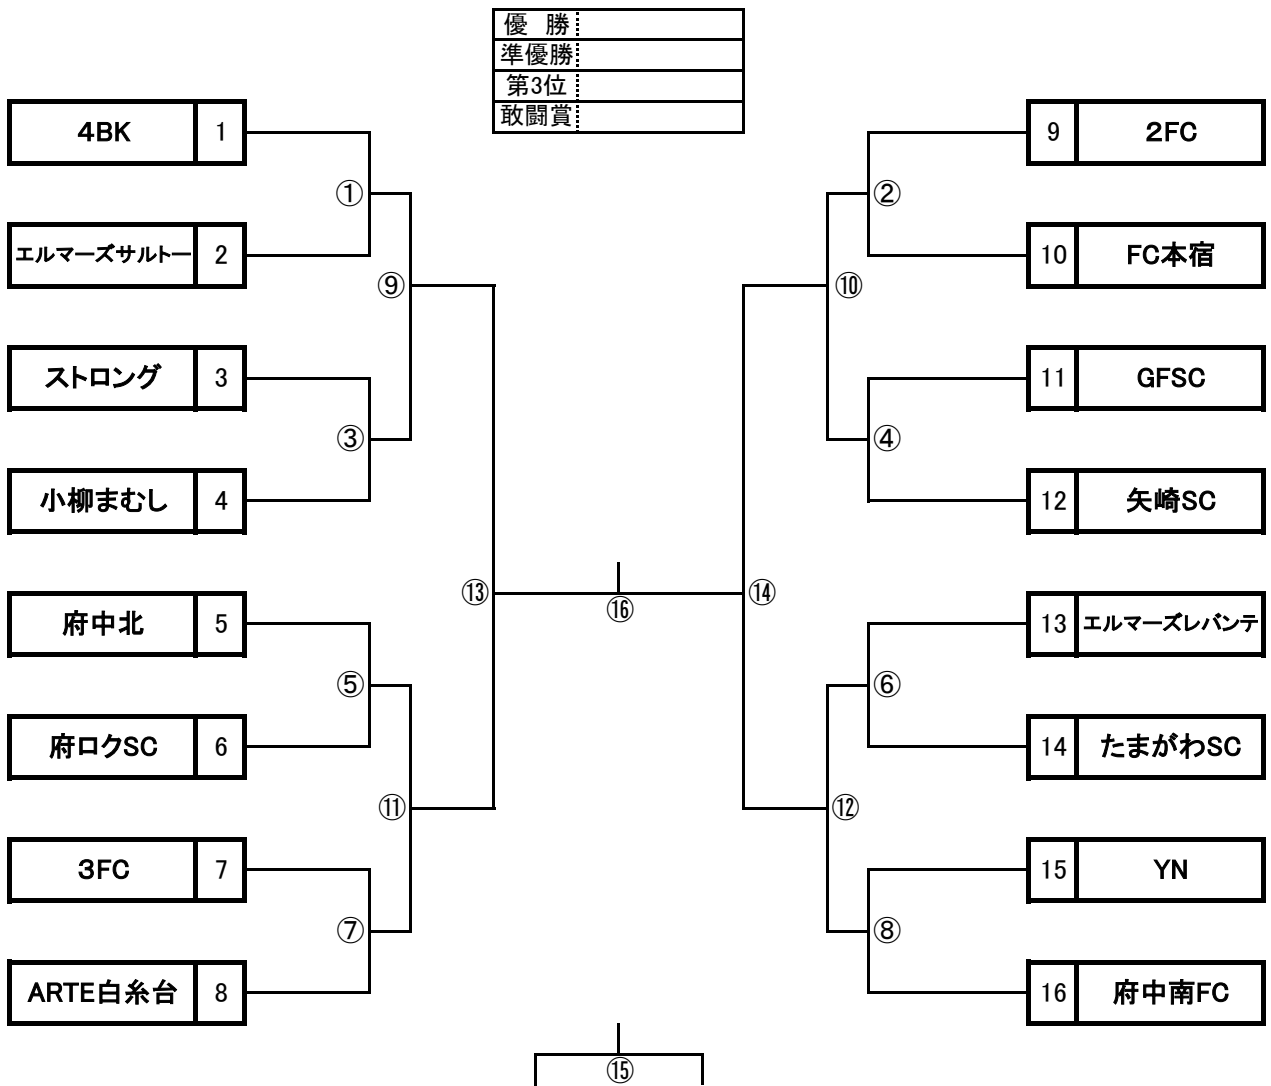 優 勝
準優勝
第3位
敢闘賞
4BK 1
9 2FC
① ②
エルマーズサルトー 2
10 FC本宿
⑨ ⑩
ストロング 3
11 GFSC
③ ④
小柳まむし 4
12 矢崎SC
⑬ ⑯ ⑭
府中北 5
13 エルマーズレバンテ
⑤ ⑥
府ロクSC 6
14 たまがわSC
⑪ ⑫
3FC 7
15 YN
⑦ ⑧
ARTE白糸台 8
16 府中南FC
⑮